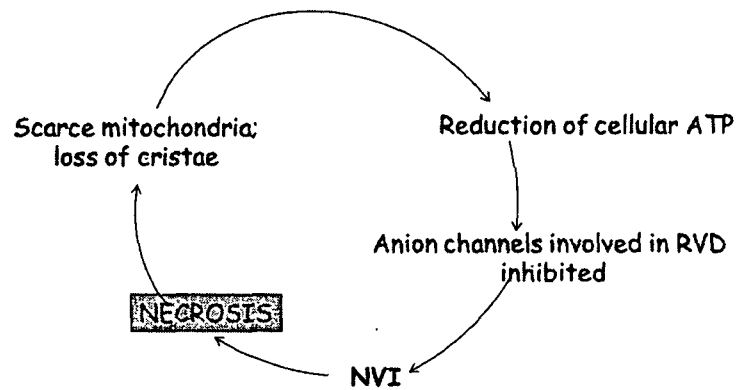 Scarce mitochondria;
loss of cristae
Reduction of cellular ATP
Anion channels involved in RVD
inhibited
NECROSIS
NVI